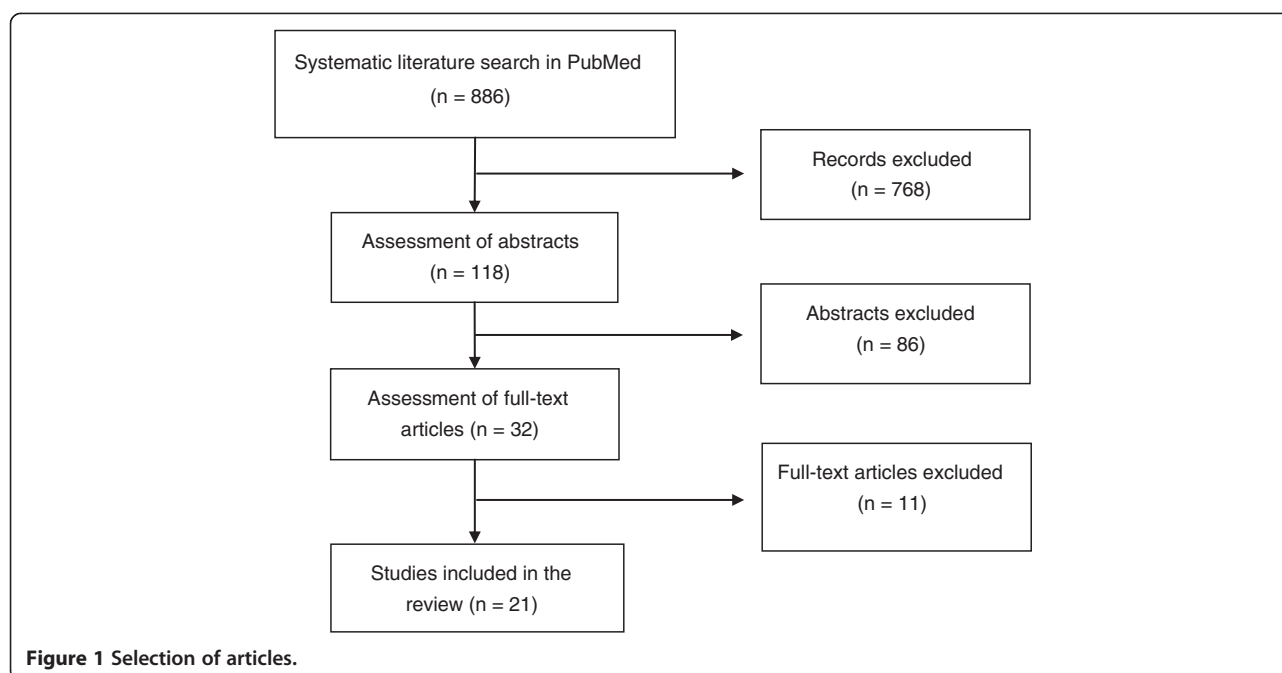 Systematic literature search in PubMed
(n = 886)
Records excluded
(n = 768)
Assessment of abstracts
(n = 118)
Abstracts excluded
(n = 86)
Assessment of full-text
articles (n = 32)
Full-text articles excluded
(n = 11)
Studies included in the
review (n = 21)
Figure 1 Selection of articles.